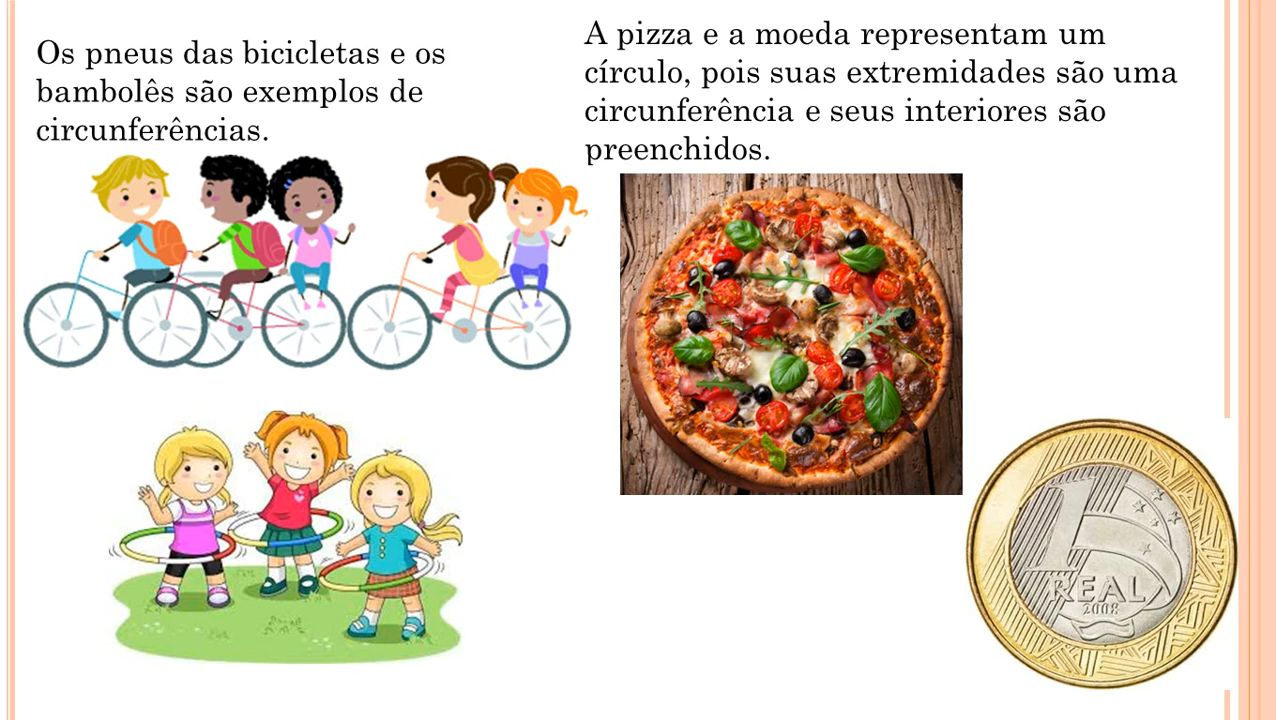 Os pneus das bicicletas e os
bambolês são exemplos de
circunferências.
A pizza e a moeda representam um
círculo, pois suas extremidades são uma
circunferência e seus interiores são
preenchidos.
1
REAL
2008